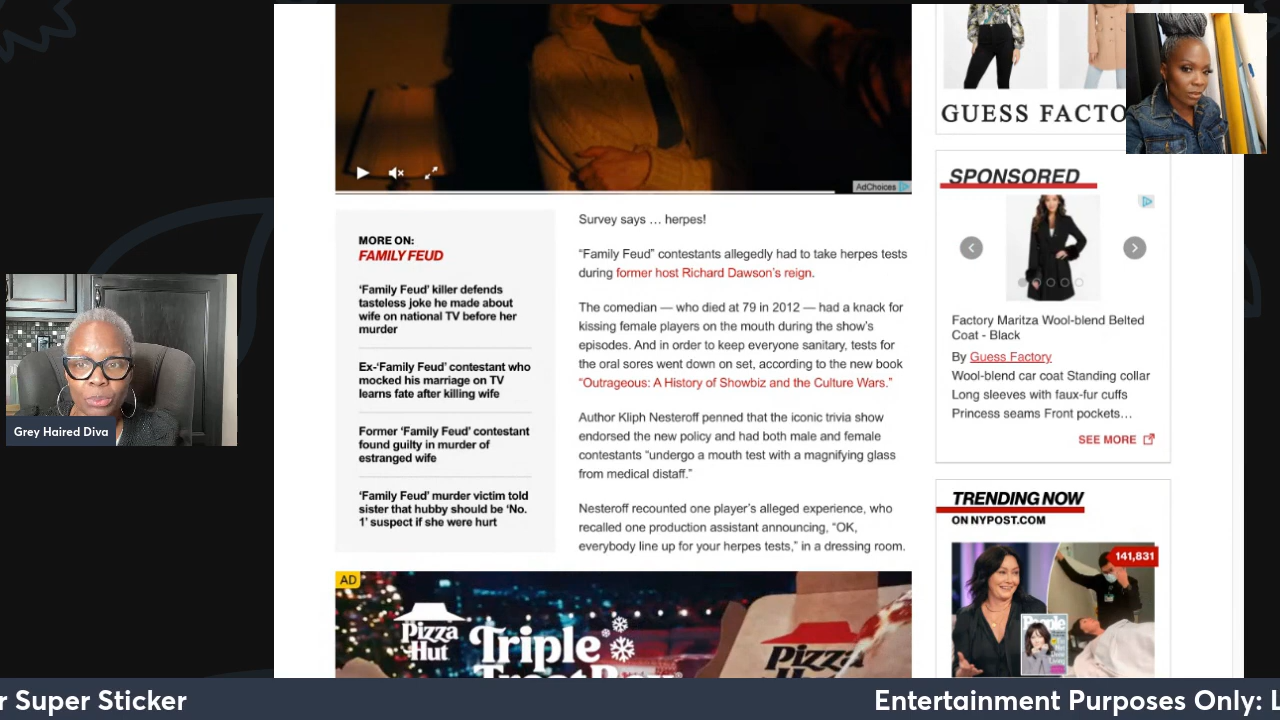 GUESS FACTO
AdChoices
SPONSORED
MORE ON:
FAMILY FEUD
‘Family Feud’ killer defends
tasteless joke he made about
wife on national TV before her
murder
Ex-‘Family Feud’ contestant who
mocked his marriage on TV
learns fate after killing wife
Former ‘Family Feud’ contestant
found guilty in murder of
estranged wife
‘Family Feud’ murder victim told
sister that hubby should be ‘No.
1’ suspect if she were hurt
Survey says … herpes!
“Family Feud” contestants allegedly had to take herpes tests
during former host Richard Dawson’s reign.
The comedian — who died at 79 in 2012 — had a knack for
kissing female players on the mouth during the show’s
episodes. And in order to keep everyone sanitary, tests for
the oral sores went down on set, according to the new book
“Outrageous: A History of Showbiz and the Culture Wars.”
Author Kliph Nesteroff penned that the iconic trivia show
endorsed the new policy and had both male and female
contestants “undergo a mouth test with a magnifying glass
from medical distaff.”
Nesteroff recounted one player’s alleged experience, who
recalled one production assistant announcing, “OK,
everybody line up for your herpes tests,” in a dressing room.
Factory Maritza Wool-blend Belted
Coat - Black
By Guess Factory
Wool-blend car coat Standing collar
Long sleeves with faux-fur cuffs
Princess seams Front pockets…
SEE MORE
TRENDING NOW
ON NYPOST.COM
141,831
People
Grey Haired Diva
AD
Pizza
Hut
Triple
Treat Box
Pizza
r Super Sticker
Entertainment Purposes Only: L